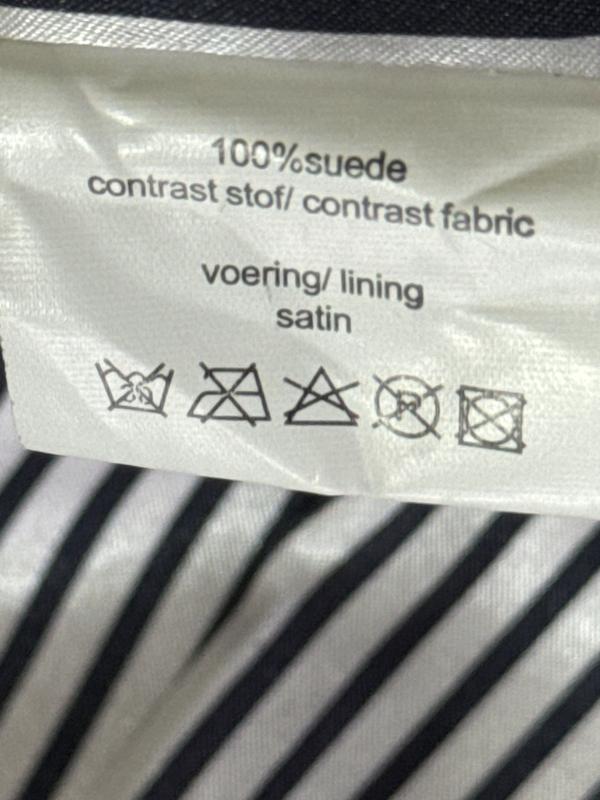 100%suede
contrast stof/ contrast fabric
voering/ lining
satin
P